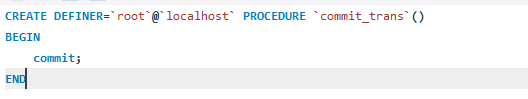 CREATE DEFINER=`root`@`localhost` PROCEDURE `commit_trans`()
BEGIN
    commit;
END